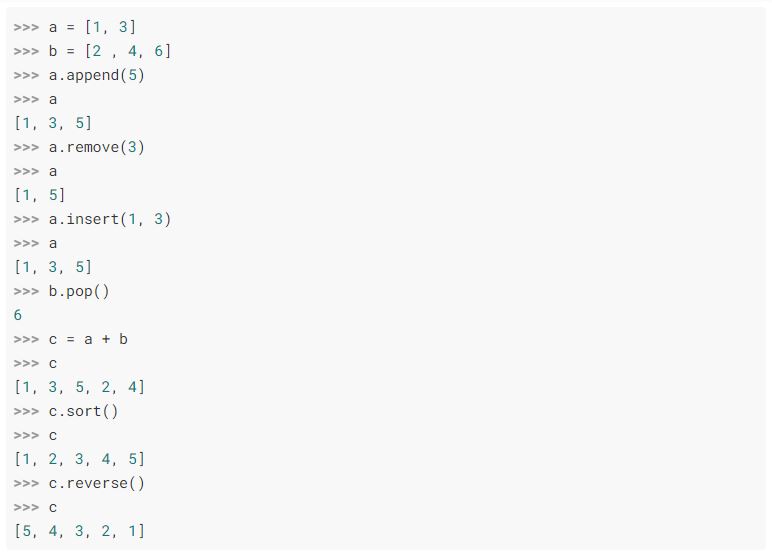 >>> a = [1, 3]
>>> b = [2 , 4, 6]
>>> a.append(5)
>>> a
[1, 3, 5]
>>> a.remove(3)
>>> a
[1, 5]
>>> a.insert(1, 3)
>>> a
[1, 3, 5]
>>> b.pop()
6
>>> c = a + b
>>> c
[1, 3, 5, 2, 4]
>>> c.sort()
>>> c
[1, 2, 3, 4, 5]
>>> c.reverse()
>>> c
[5, 4, 3, 2, 1]